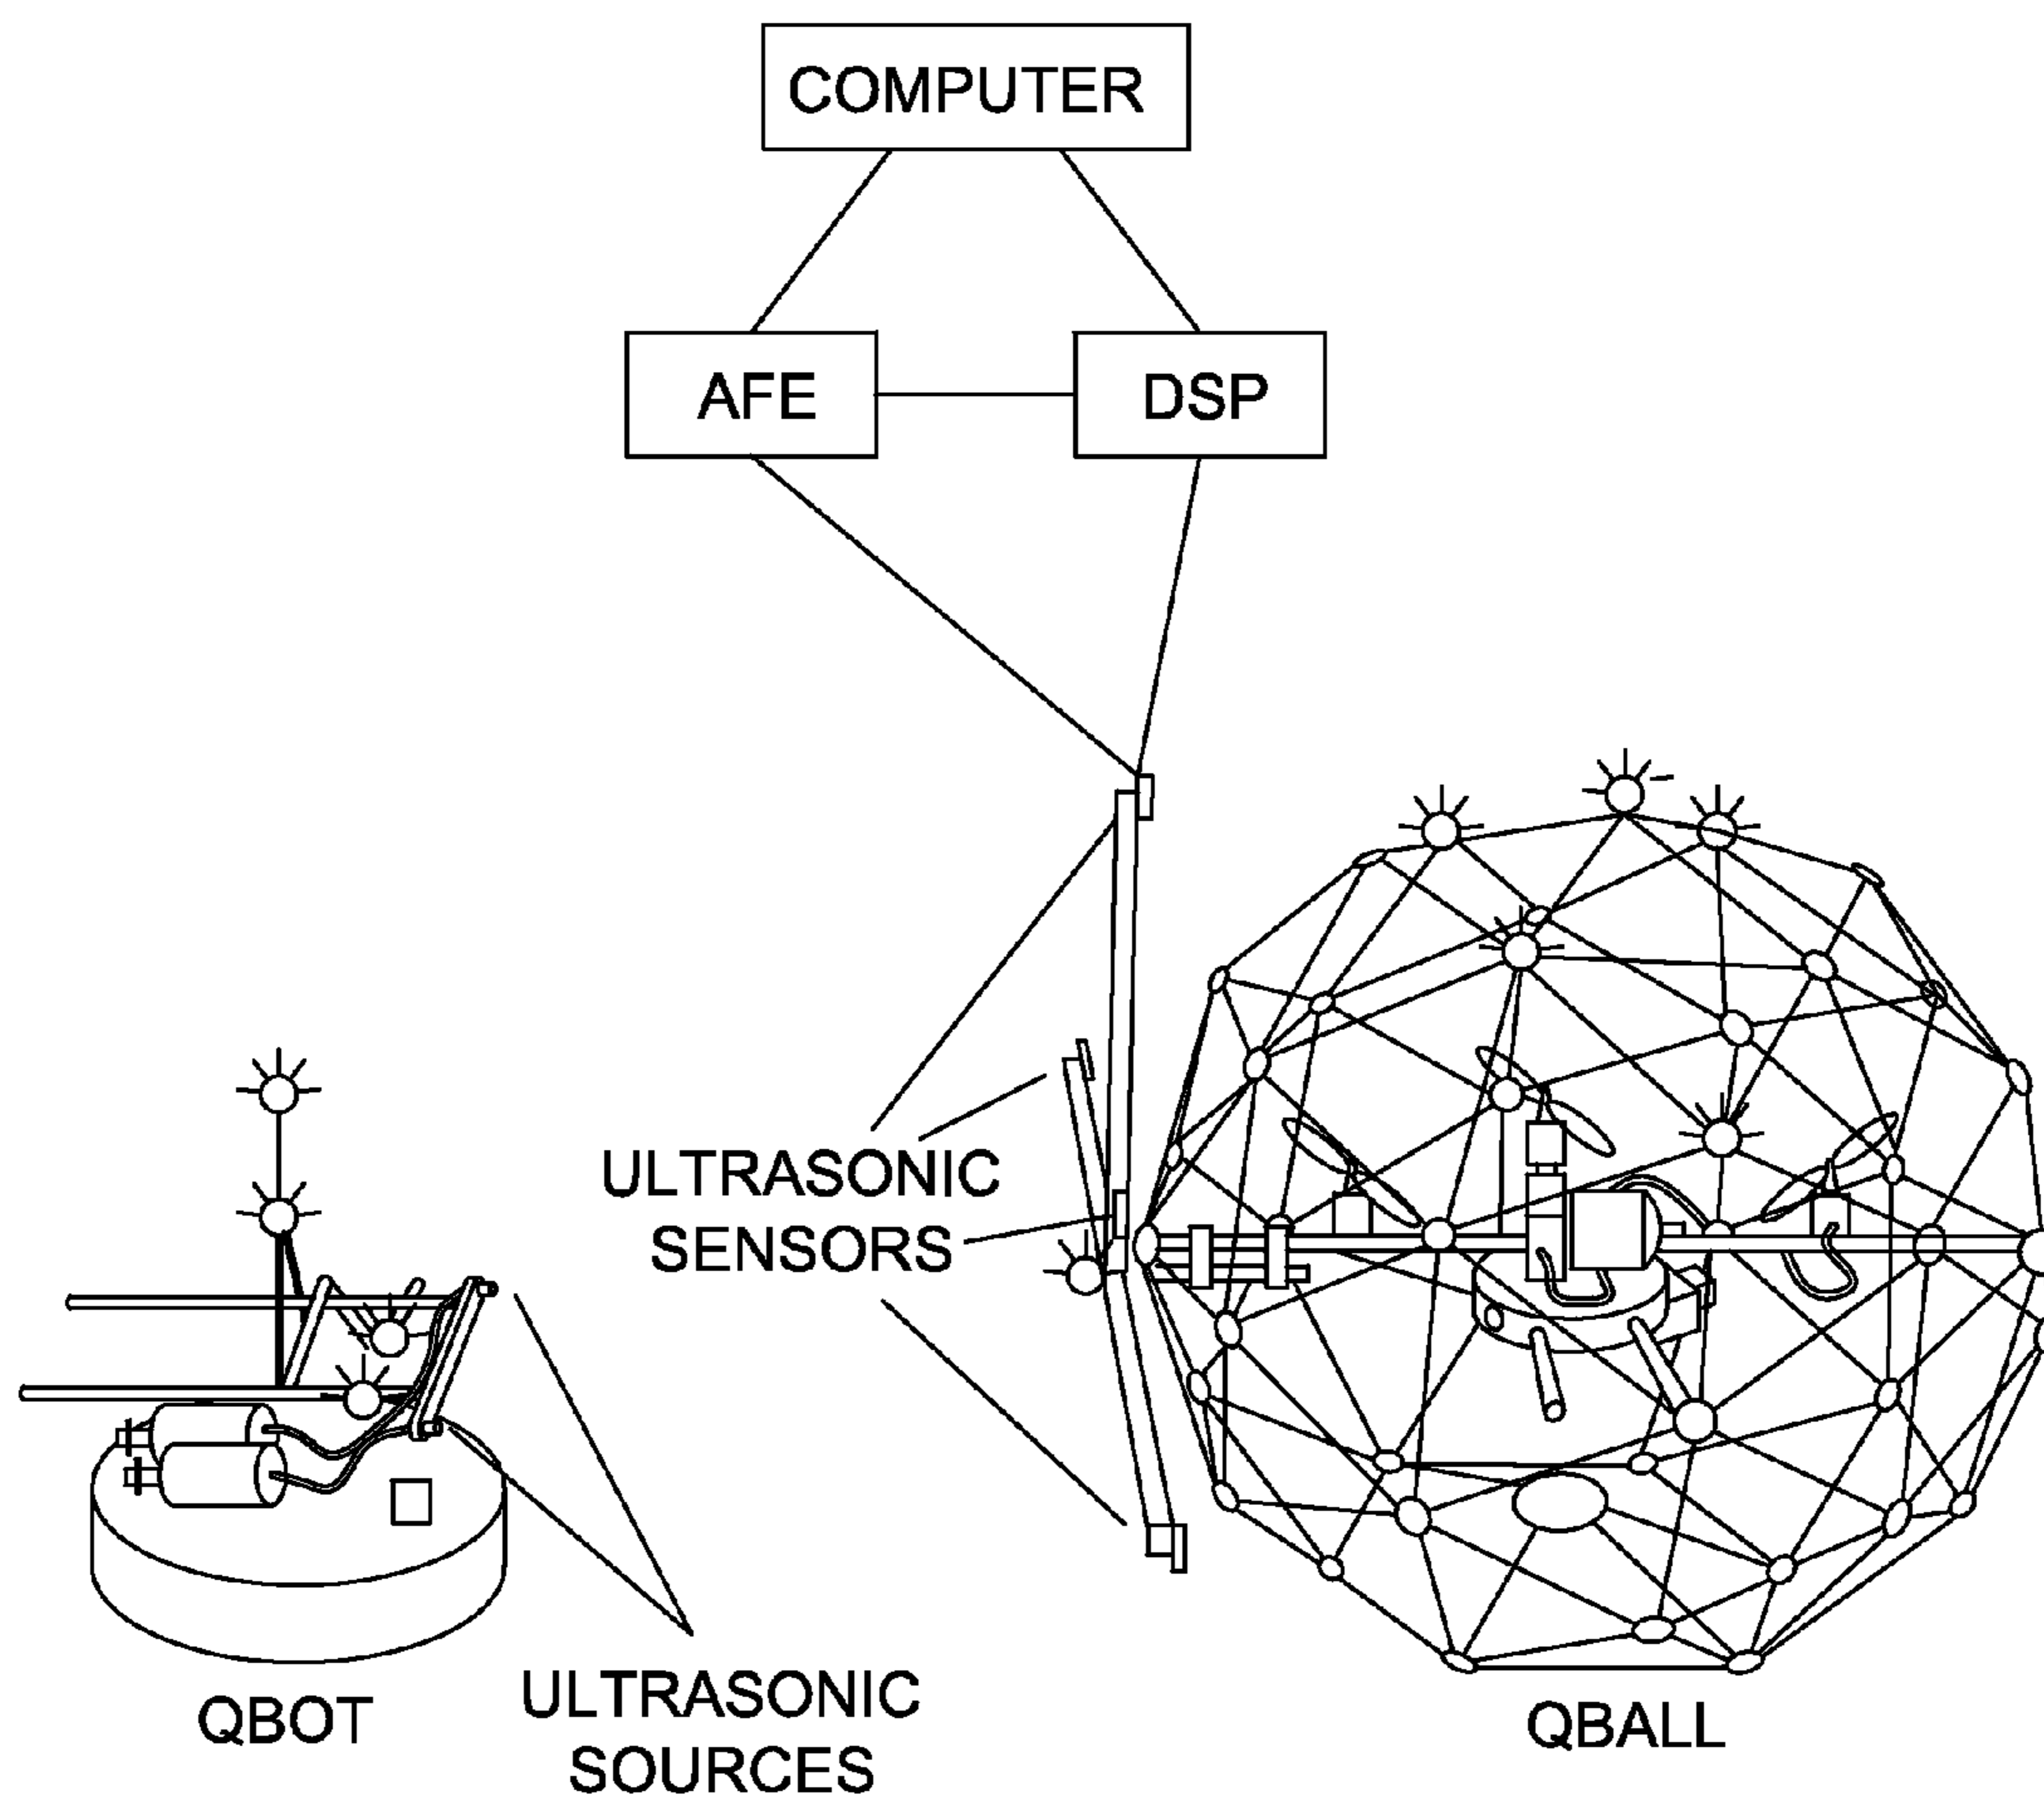 COMPUTER
AFE
DSP
ULTRASONIC
SENSORS
QBOT
ULTRASONIC
SOURCES
QBALL